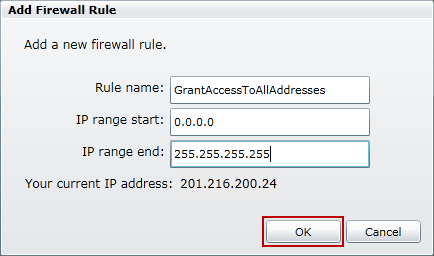 Add Firewall Rule
Add a new firewall rule.
Rule name: GrantAccessToAllAddresses
IP range start: 0.0.0.0
IP range end: 255.255.255.255
Your current IP address: 201.216.200.24
OK Cancel